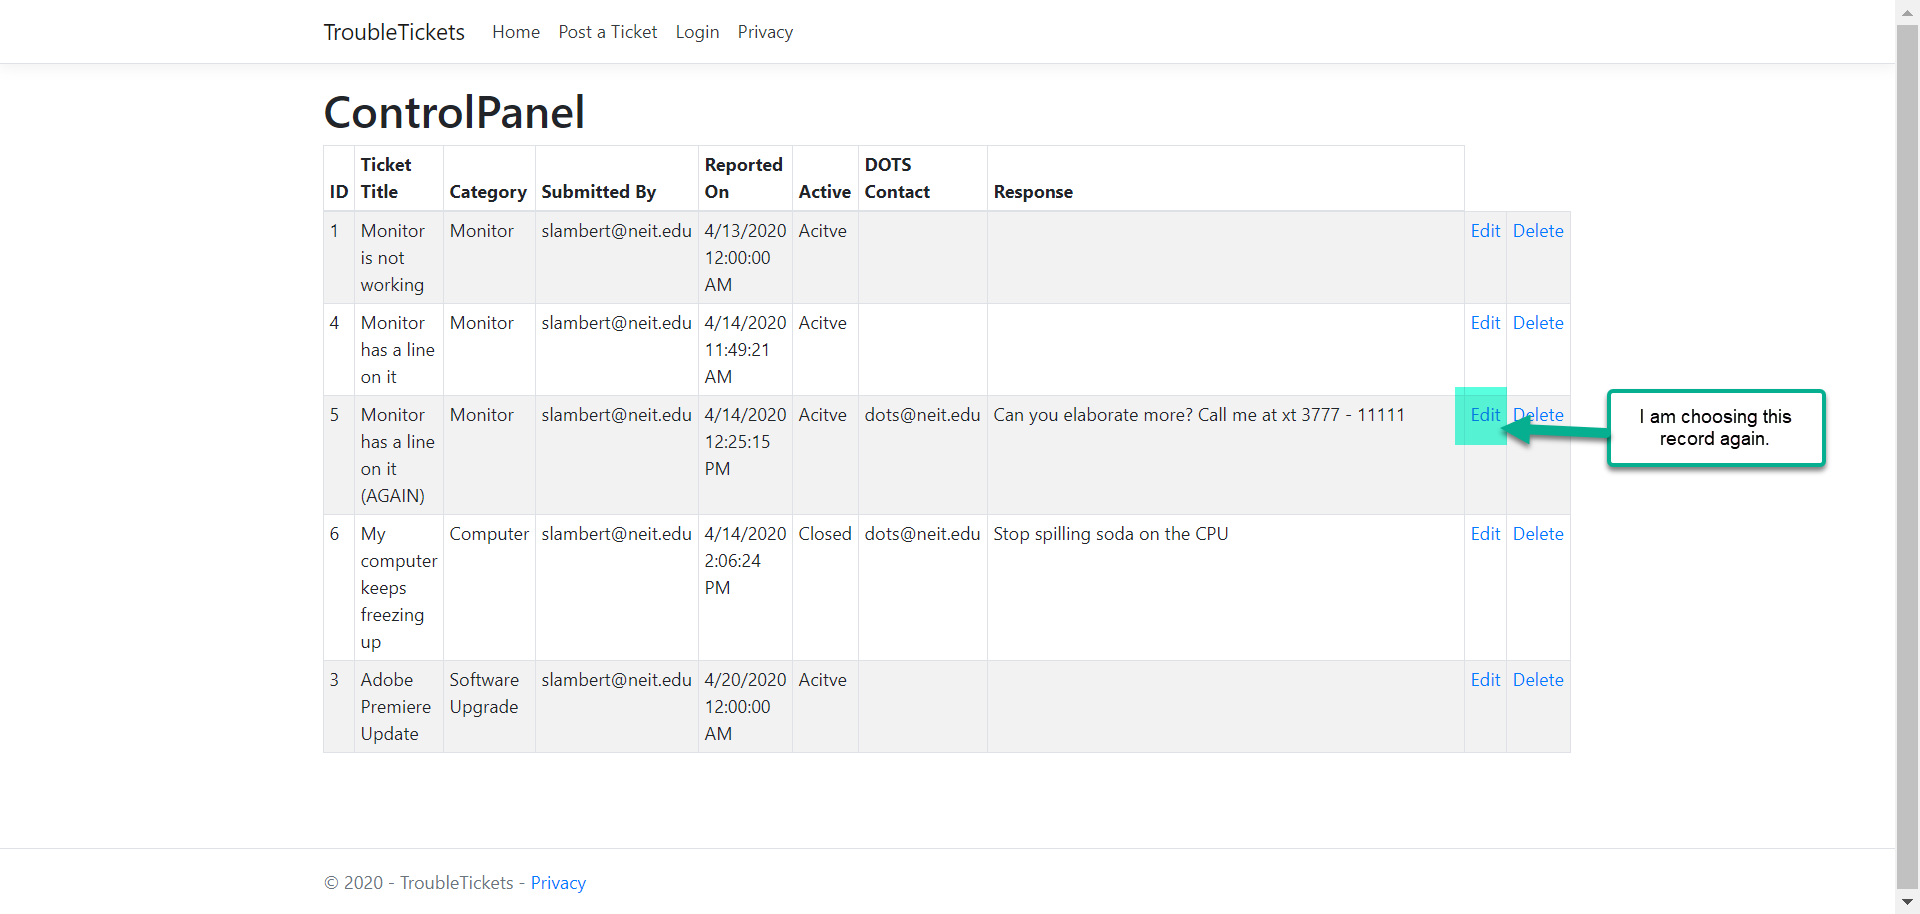 TroubleTickets Home Post a Ticket Login Privacy
ControlPanel
ID Ticket Title Category Submitted By Reported On Active DOTS Contact Response
1 Monitor is not working Monitor slambert@neit.edu 4/13/2020 12:00:00 AM Acitve Edit Delete
4 Monitor has a line on it Monitor slambert@neit.edu 4/14/2020 11:49:21 AM Acitve Edit Delete
5 Monitor has a line on it (AGAIN) Monitor slambert@neit.edu 4/14/2020 12:25:15 PM Acitve dots@neit.edu Can you elaborate more? Call me at xt 3777 - 11111 Edit Delete
I am choosing this
record again.
6 My computer keeps freezing up Computer slambert@neit.edu 4/14/2020 2:06:24 PM Closed dots@neit.edu Stop spilling soda on the CPU Edit Delete
3 Adobe Premiere Update Software Upgrade slambert@neit.edu 4/20/2020 12:00:00 AM Acitve Edit Delete
© 2020 - TroubleTickets - Privacy